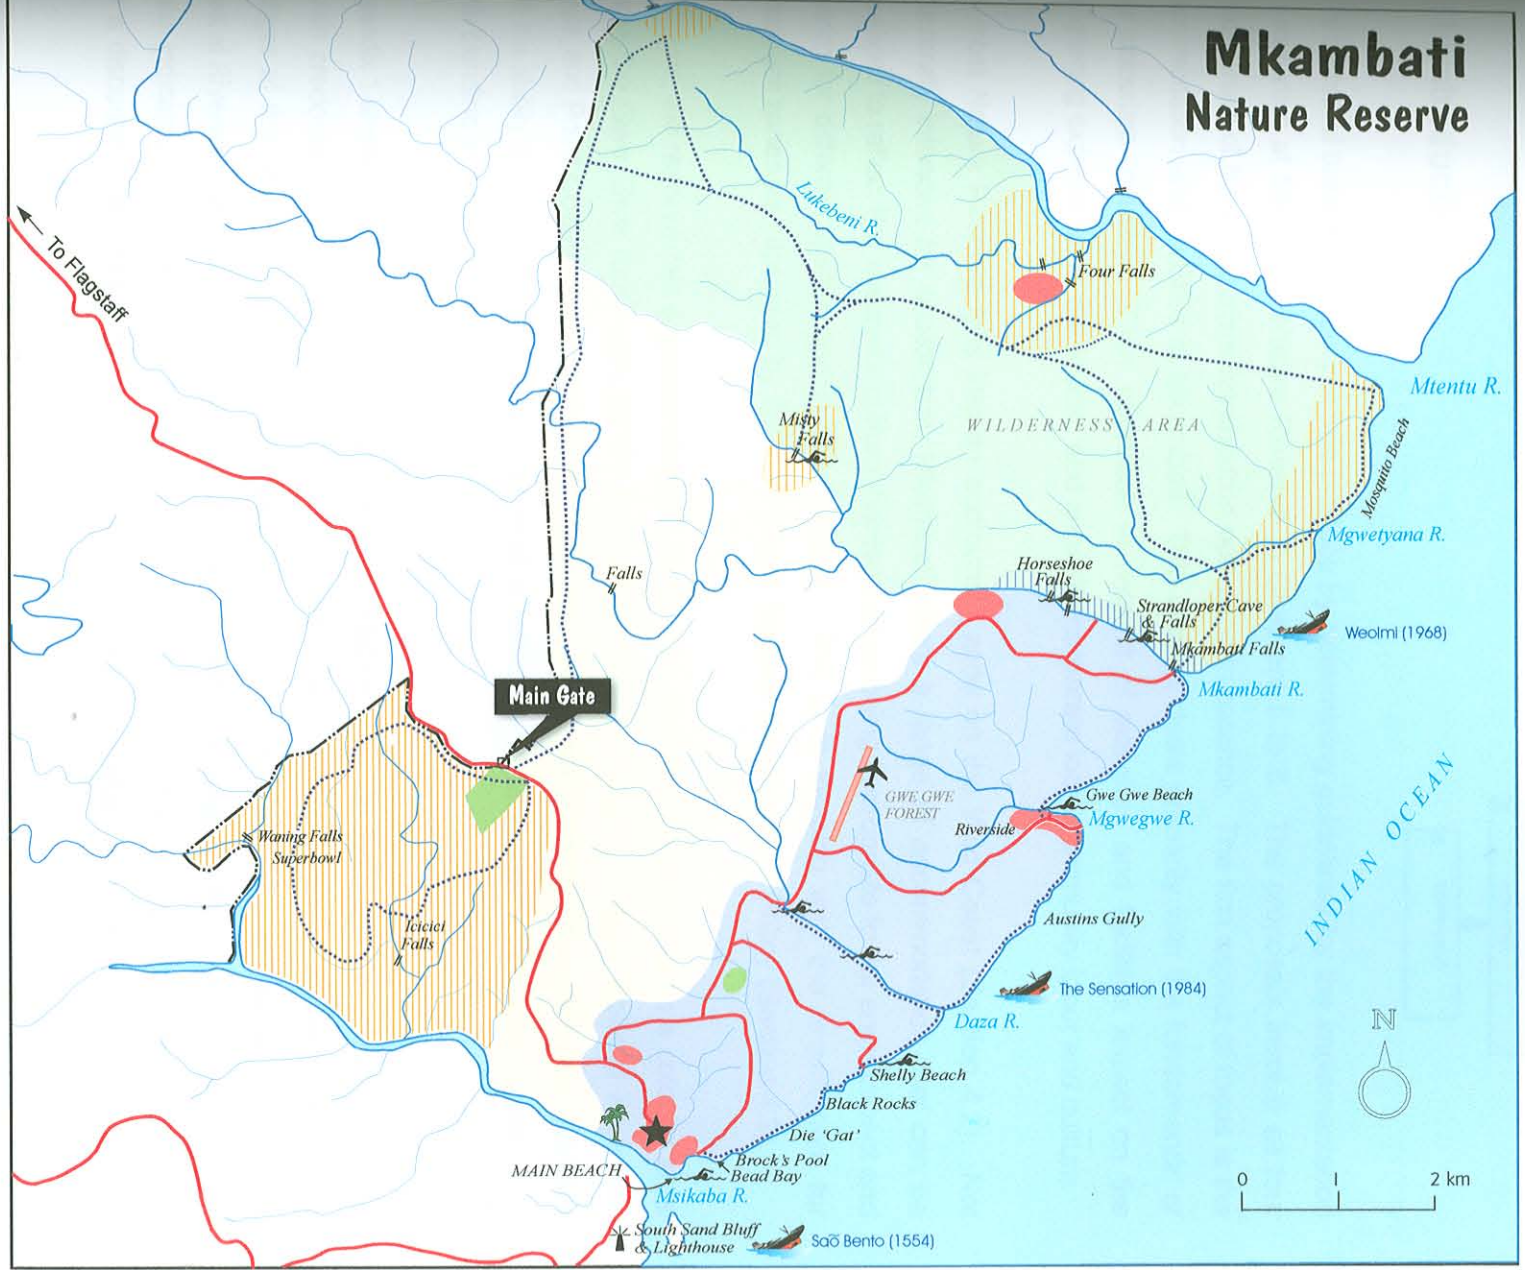 Mkambati
Nature Reserve
To Flagstaff
Lukebeni R.
Four Falls
Mtentu R.
Misty
Falls
WILDERNESS AREA
Mosquito Beach
Mgwetyana R.
Falls
Horseshoe
Falls
Strandloper Cave
& Falls
Weolmi (1968)
Mkambati Falls
Mkambati R.
Main Gate
GWE GWE
FOREST
Gwe Gwe Beach
Mgwegwe R.
Riverside
Waning Falls
Superbowl
INDIAN OCEAN
Icicici
Falls
Austins Gully
The Sensation (1984)
Daza R.
N
Shelly Beach
Black Rocks
Die ‘Gat’
Brock's Pool
Bead Bay
MAIN BEACH
Msikaba R.
0 1 2 km
South Sand Bluff
& Lighthouse
Saõ Bento (1554)